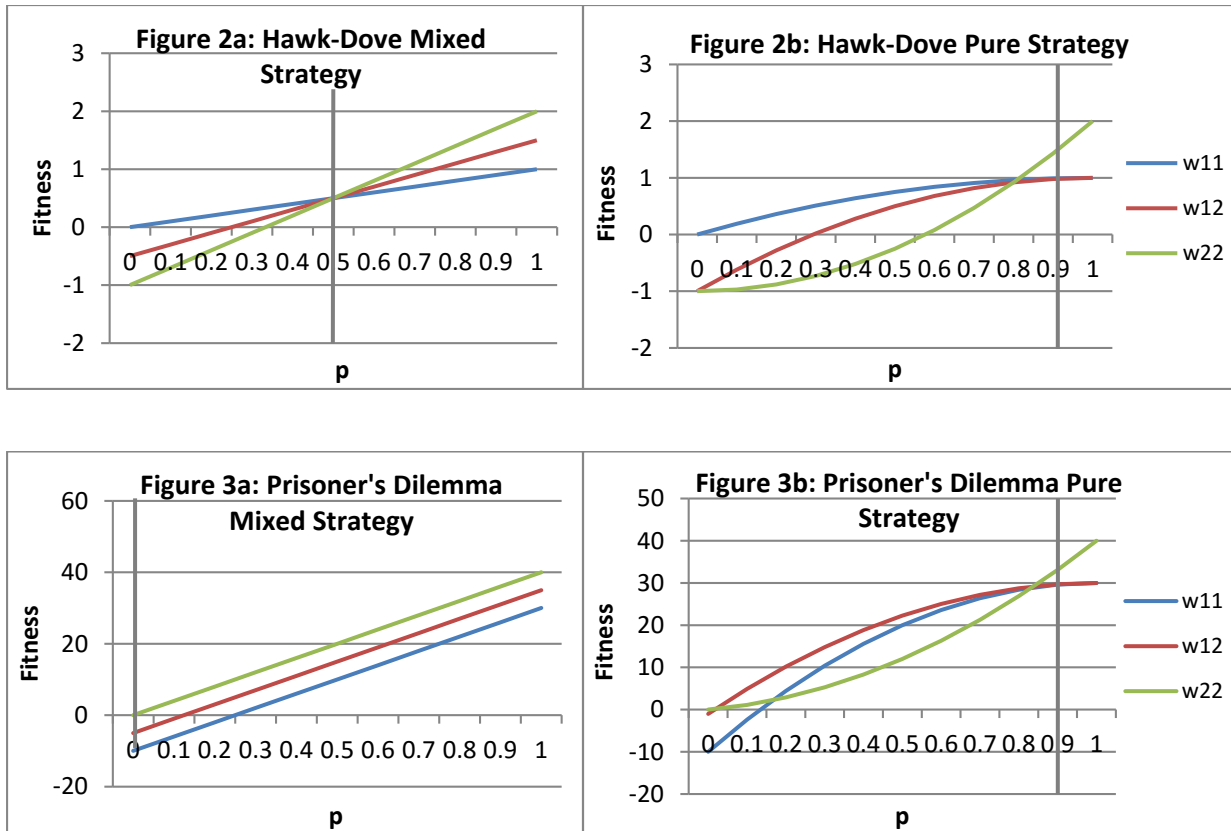 Figure 2a: Hawk-Dove Mixed
Strategy
3
2
1
0
-1
-2
Fitness
0 0.1 0.2 0.3 0.4 0.5 0.6 0.7 0.8 0.9 1
p
Figure 2b: Hawk-Dove Pure Strategy
3
2
1
0
-1
-2
Fitness
0 0.1 0.2 0.3 0.4 0.5 0.6 0.7 0.8 0.9 1
p
w11
w12
w22
Figure 3a: Prisoner's Dilemma
Mixed Strategy
60
40
20
0
-20
Fitness
0 0.1 0.2 0.3 0.4 0.5 0.6 0.7 0.8 0.9 1
p
Figure 3b: Prisoner's Dilemma Pure
Strategy
50
40
30
20
10
0
-10
-20
Fitness
0 0.1 0.2 0.3 0.4 0.5 0.6 0.7 0.8 0.9 1
p
w11
w12
w22